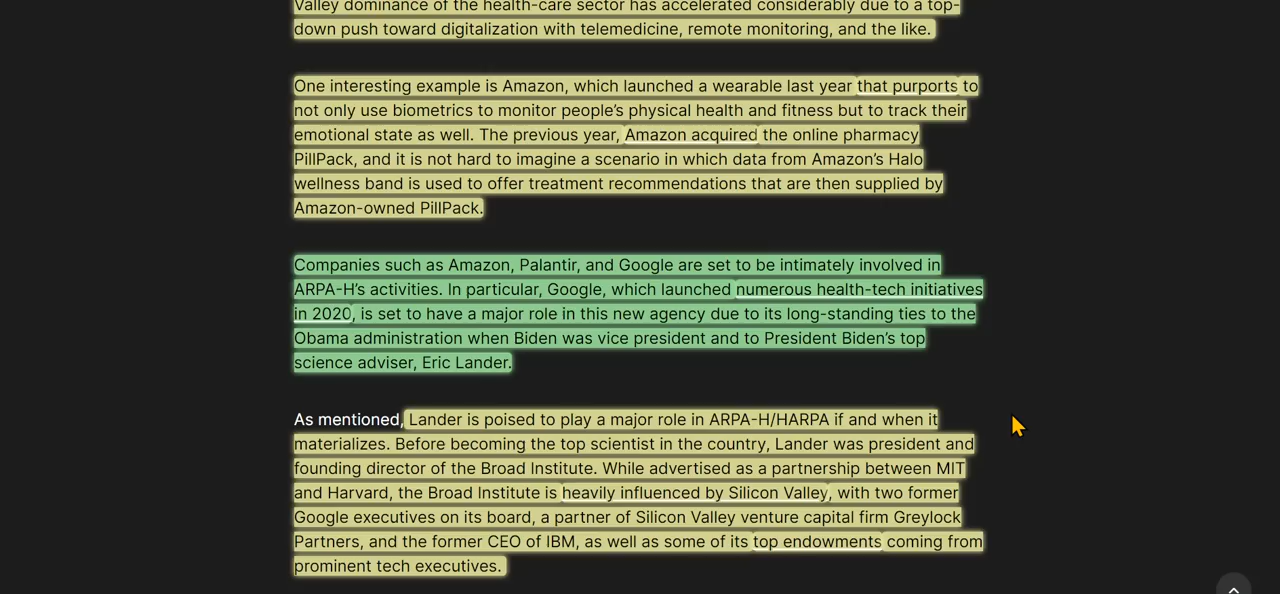 Valley dominance of the health-care sector has accelerated considerably due to a top-
down push toward digitalization with telemedicine, remote monitoring, and the like.
One interesting example is Amazon, which launched a wearable last year that purports to
not only use biometrics to monitor people’s physical health and fitness but to track their
emotional state as well. The previous year, Amazon acquired the online pharmacy
PillPack, and it is not hard to imagine a scenario in which data from Amazon’s Halo
wellness band is used to offer treatment recommendations that are then supplied by
Amazon-owned PillPack.
Companies such as Amazon, Palantir, and Google are set to be intimately involved in
ARPA-H’s activities. In particular, Google, which launched numerous health-tech initiatives
in 2020, is set to have a major role in this new agency due to its long-standing ties to the
Obama administration when Biden was vice president and to President Biden’s top
science adviser, Eric Lander.
As mentioned, Lander is poised to play a major role in ARPA-H/HARPA if and when it
materializes. Before becoming the top scientist in the country, Lander was president and
founding director of the Broad Institute. While advertised as a partnership between MIT
and Harvard, the Broad Institute is heavily influenced by Silicon Valley, with two former
Google executives on its board, a partner of Silicon Valley venture capital firm Greylock
Partners, and the former CEO of IBM, as well as some of its top endowments coming from
prominent tech executives.